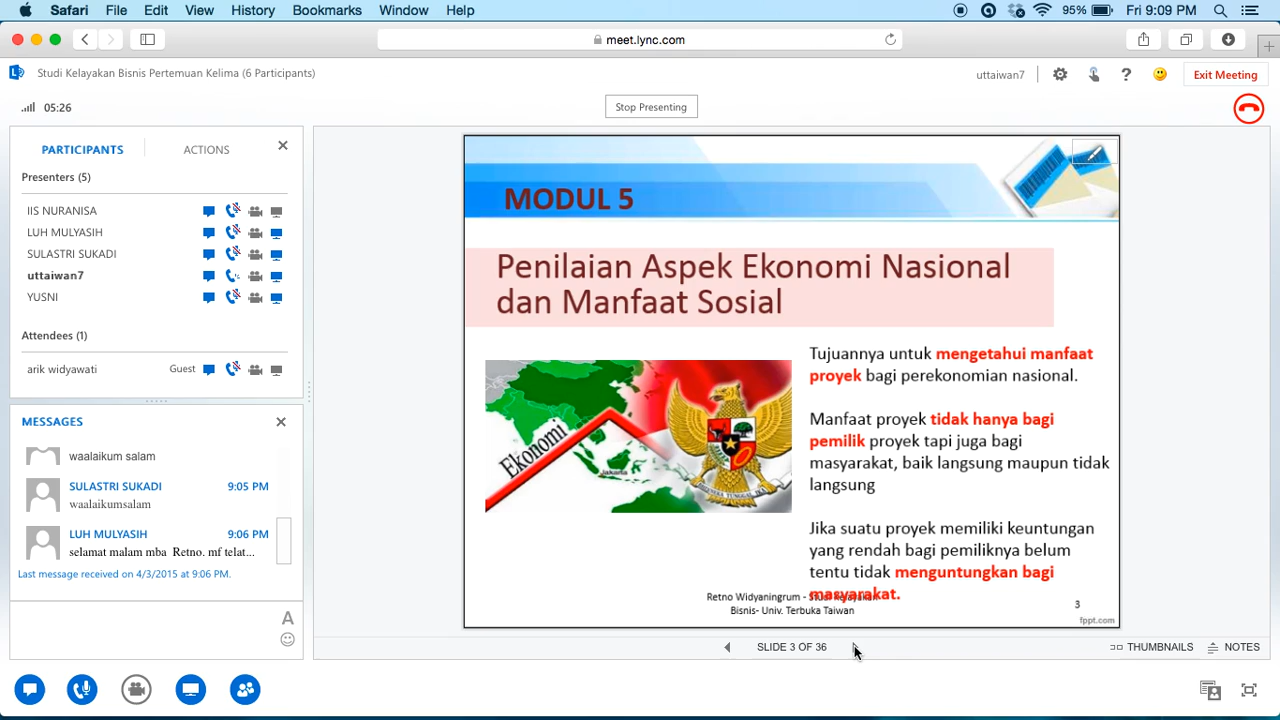 Safari File Edit View History Bookmarks Window Help 95% Fri 9:09 PM
meet.lync.com
Studi Kelayakan Bisnis Pertemuan Kelima (6 Participants) uttaiwan7 ? Exit Meeting
05:26 Stop Presenting
PARTICIPANTS ACTIONS
Presenters (5)
IIS NURANISA
LUH MULYASIH
SULASTRI SUKADI
uttaiwan7
YUSNI
Attendees (1)
arik widyawati Guest
MESSAGES
waalaikum salam
SULASTRI SUKADI 9:05 PM
waalaikumsalam
LUH MULYASIH 9:06 PM
selamat malam mba Retno. mf telat...
Last message received on 4/3/2015 at 9:06 PM.
A
MODUL 5
Penilaian Aspek Ekonomi Nasional
dan Manfaat Sosial
Ekonomi
Indonesia
Tujuannya untuk mengetahui manfaat
proyek bagi perekonomian nasional.
Manfaat proyek tidak hanya bagi
pemilik proyek tapi juga bagi
masyarakat, baik langsung maupun tidak
langsung
Jika suatu proyek memiliki keuntungan
yang rendah bagi pemiliknya belum
tentu tidak menguntungkan bagi
masyarakat.
Retno Widyaningrum - Studi Kelayakan
Bisnis- Univ. Terbuka Taiwan
3
fppt.com
SLIDE 3 OF 36 THUMBNAILS NOTES